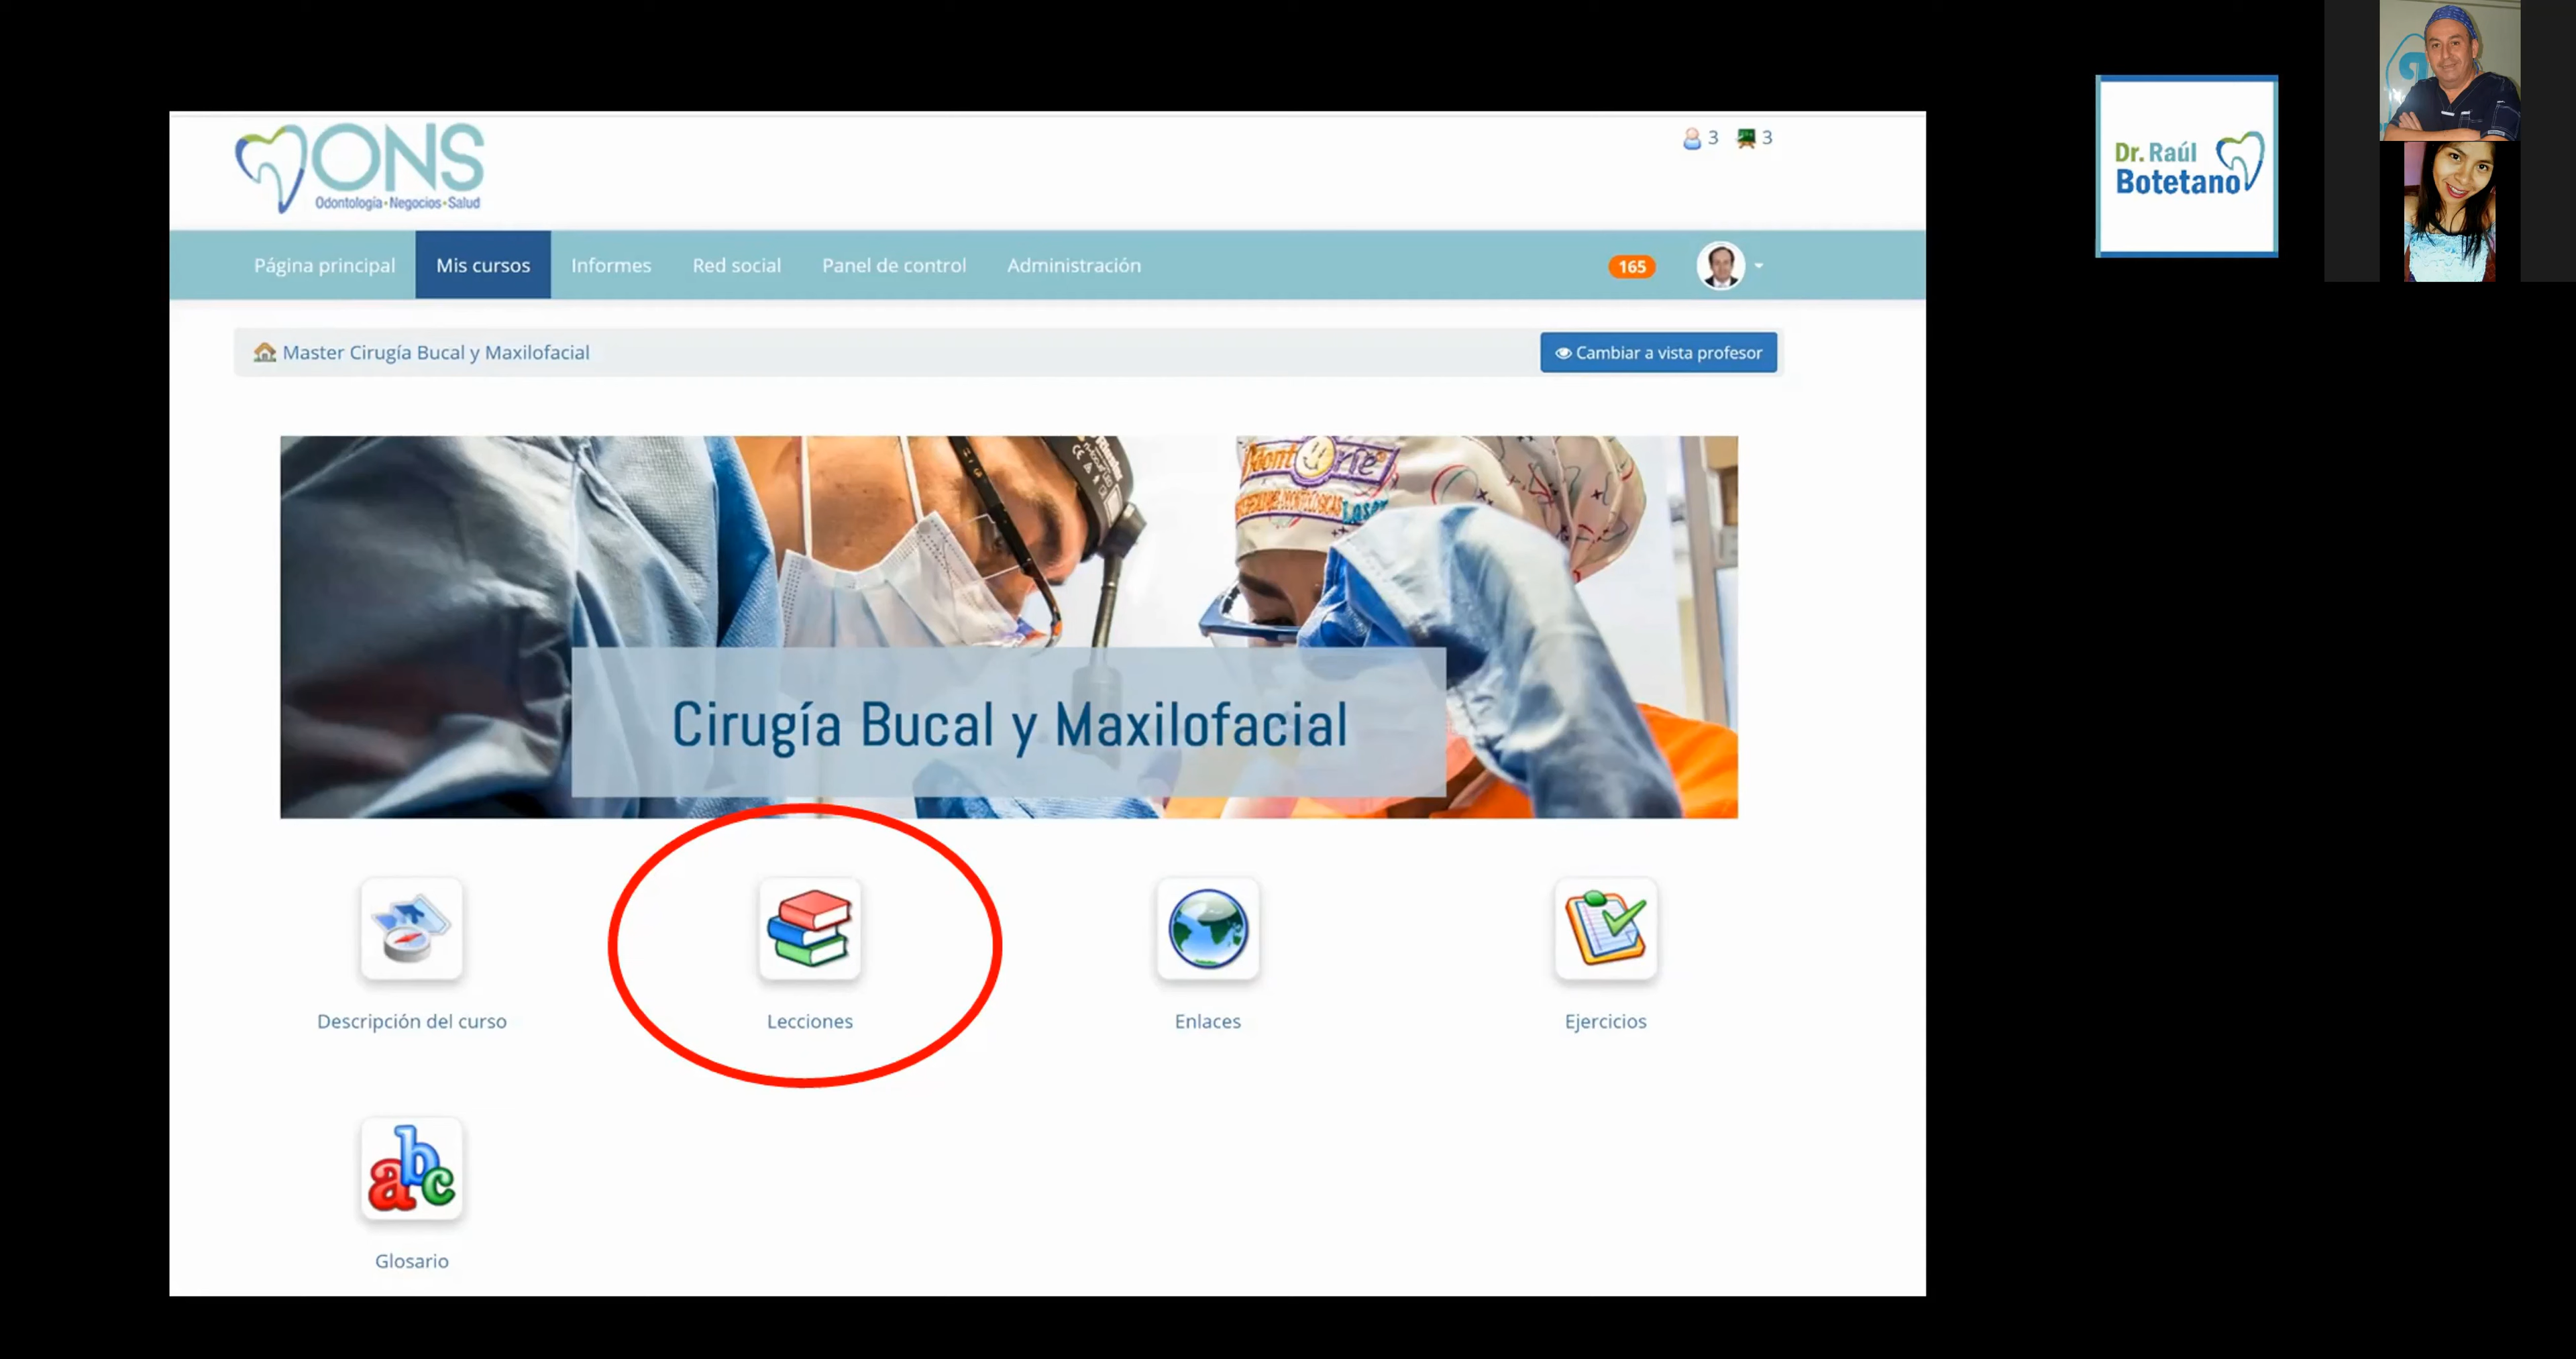 ONS
Odontología•Negocios•Salud
3 3
Página principal Mis cursos Informes Red social Panel de control Administración 165
Master Cirugía Bucal y Maxilofacial
Cambiar a vista profesor
Cirugía Bucal y Maxilofacial
Descripción del curso Lecciones Enlaces Ejercicios
abc
Glosario
Dr. Raúl
Botetano